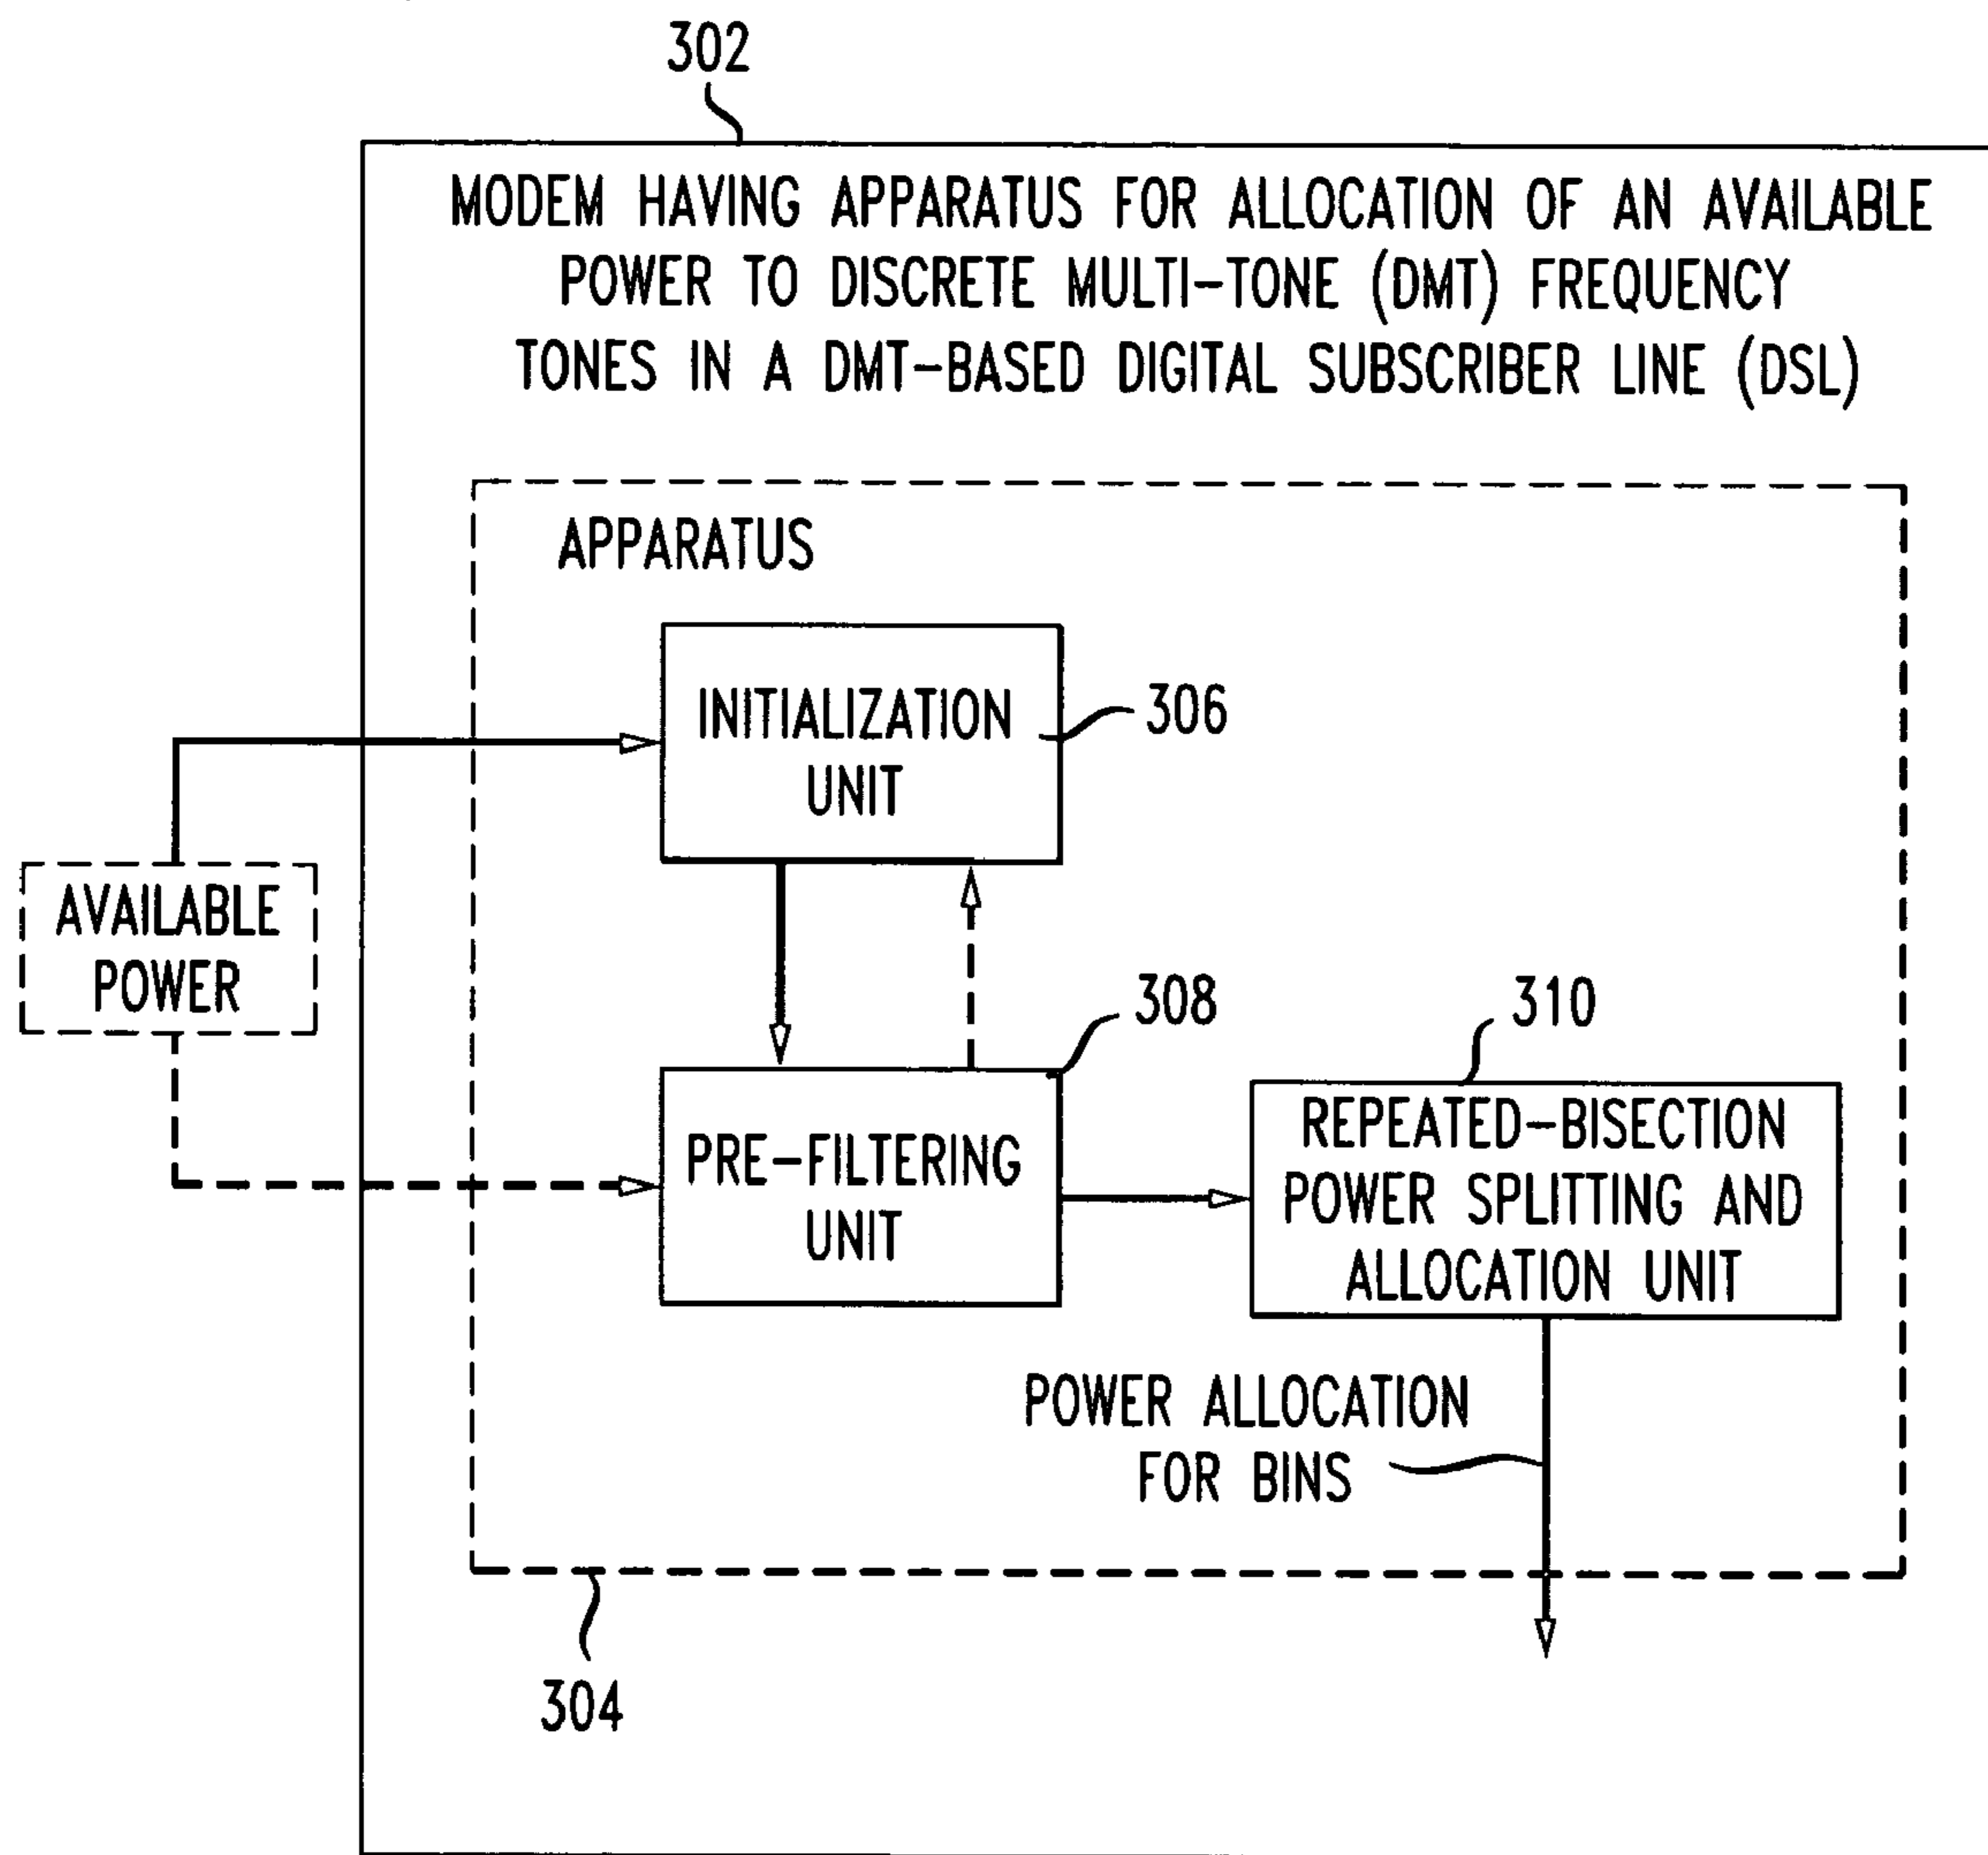 302
MODEM HAVING APPARATUS FOR ALLOCATION OF AN AVAILABLE
POWER TO DISCRETE MULTI-TONE (DMT) FREQUENCY
TONES IN A DMT-BASED DIGITAL SUBSCRIBER LINE (DSL)
APPARATUS
INITIALIZATION
UNIT
306
AVAILABLE
POWER
308
310
PRE-FILTERING
UNIT
REPEATED-BISECTION
POWER SPLITTING AND
ALLOCATION UNIT
POWER ALLOCATION
FOR BINS
304